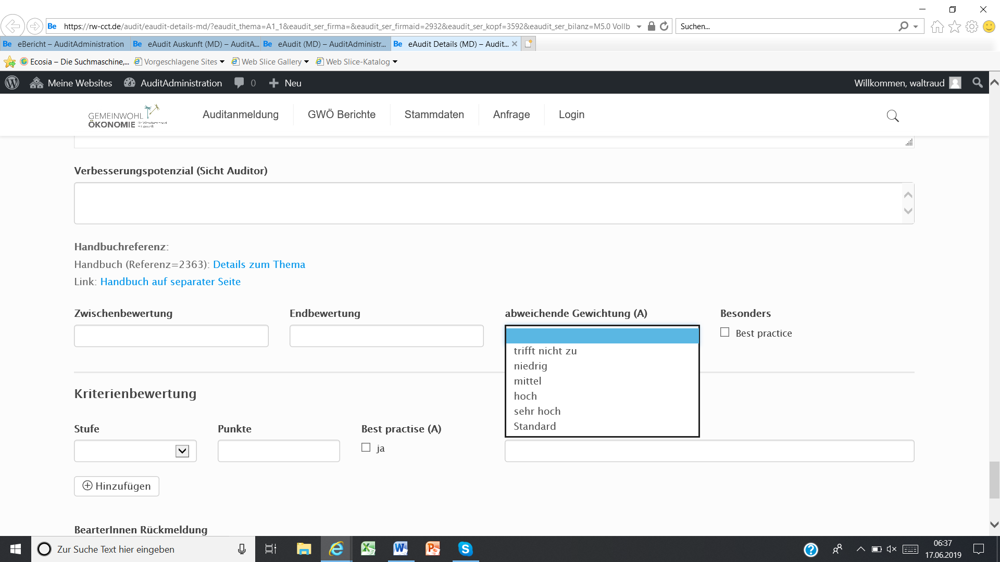 Be https://rw-cct.de/audit/eaudit-details-md/?eaudit_thema=A1_1&eaudit_ser_firma=&eaudit_ser_firmaid=2932&eaudit_ser_kopf=3592&eaudit_ser_bilanz=M5.0 Vollb
Suchen...
Be eBericht – AuditAdministration
Be eAudit Auskunft (MD) – AuditA...
Be eAudit (MD) – AuditAdministr...
Be eAudit Details (MD) – Audit...
Ecosia – Die Suchmaschine,...
Vorgeschlagene Sites
Web Slice Gallery
Web Slice-Katalog
Meine Websites
AuditAdministration
0
Neu
Willkommen, waltraud
GEMEINWOHL
ÖKONOMIE
Auditanmeldung
GWÖ Berichte
Stammdaten
Anfrage
Login
Verbesserungspotenzial (Sicht Auditor)
Handbuchreferenz:
Handbuch (Referenz=2363): Details zum Thema
Link: Handbuch auf separater Seite
Zwischenbewertung
Endbewertung
abweichende Gewichtung (A)
Besonders
Best practice
trifft nicht zu
niedrig
mittel
hoch
sehr hoch
Standard
Kriterienbewertung
Stufe
Punkte
Best practise (A)
ja
Hinzufügen
BearterInnen Rückmeldung
Zur Suche Text hier eingeben
06:37
17.06.2019